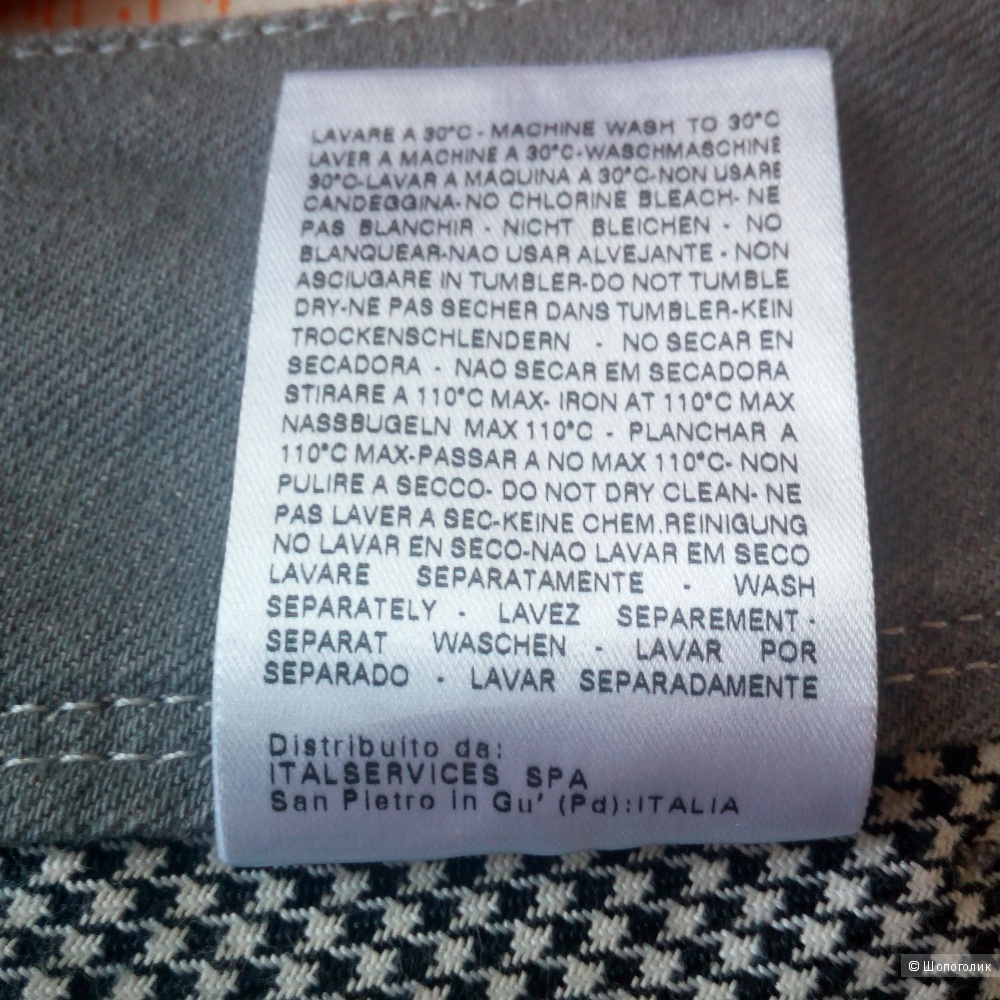 LAVARE A 30°C - MACHINE WASH TO 30°C
LAVER A MACHINE A 30°C-WASCHMASCHINE
30°C-LAVAR A MAQUINA A 30°C-NON USARE
CANDEGGINA-NO CHLORINE BLEACH- NE
PAS BLANCHIR - NICHT BLEICHEN - NO
BLANQUEAR-NAO USAR ALVEJANTE - NON
ASCIUGARE IN TUMBLER-DO NOT TUMBLE
DRY-NE PAS SECHER DANS TUMBLER-KEIN
TROCKENSCHLENDERN - NO SECAR EN
SECADORA - NAO SECAR EM SECADORA
STIRARE A 110°C MAX- IRON AT 110°C MAX
NASSBUGELN MAX 110°C - PLANCHAR A
110°C MAX-PASSAR A NO MAX 110°C- NON
PULIRE A SECCO- DO NOT DRY CLEAN- NE
PAS LAVER A SEC-KEINE CHEM.REINIGUNG
NO LAVAR EN SECO-NAO LAVAR EM SECO
LAVARE SEPARATAMENTE - WASH
SEPARATELY - LAVEZ SEPAREMENT -
SEPARAT WASCHEN - LAVAR POR
SEPARADO - LAVAR SEPARADAMENTE
Distribuito da:
ITALSERVICES SPA
San Pietro in Gu' (Pd):ITALIA
© Шопоголик